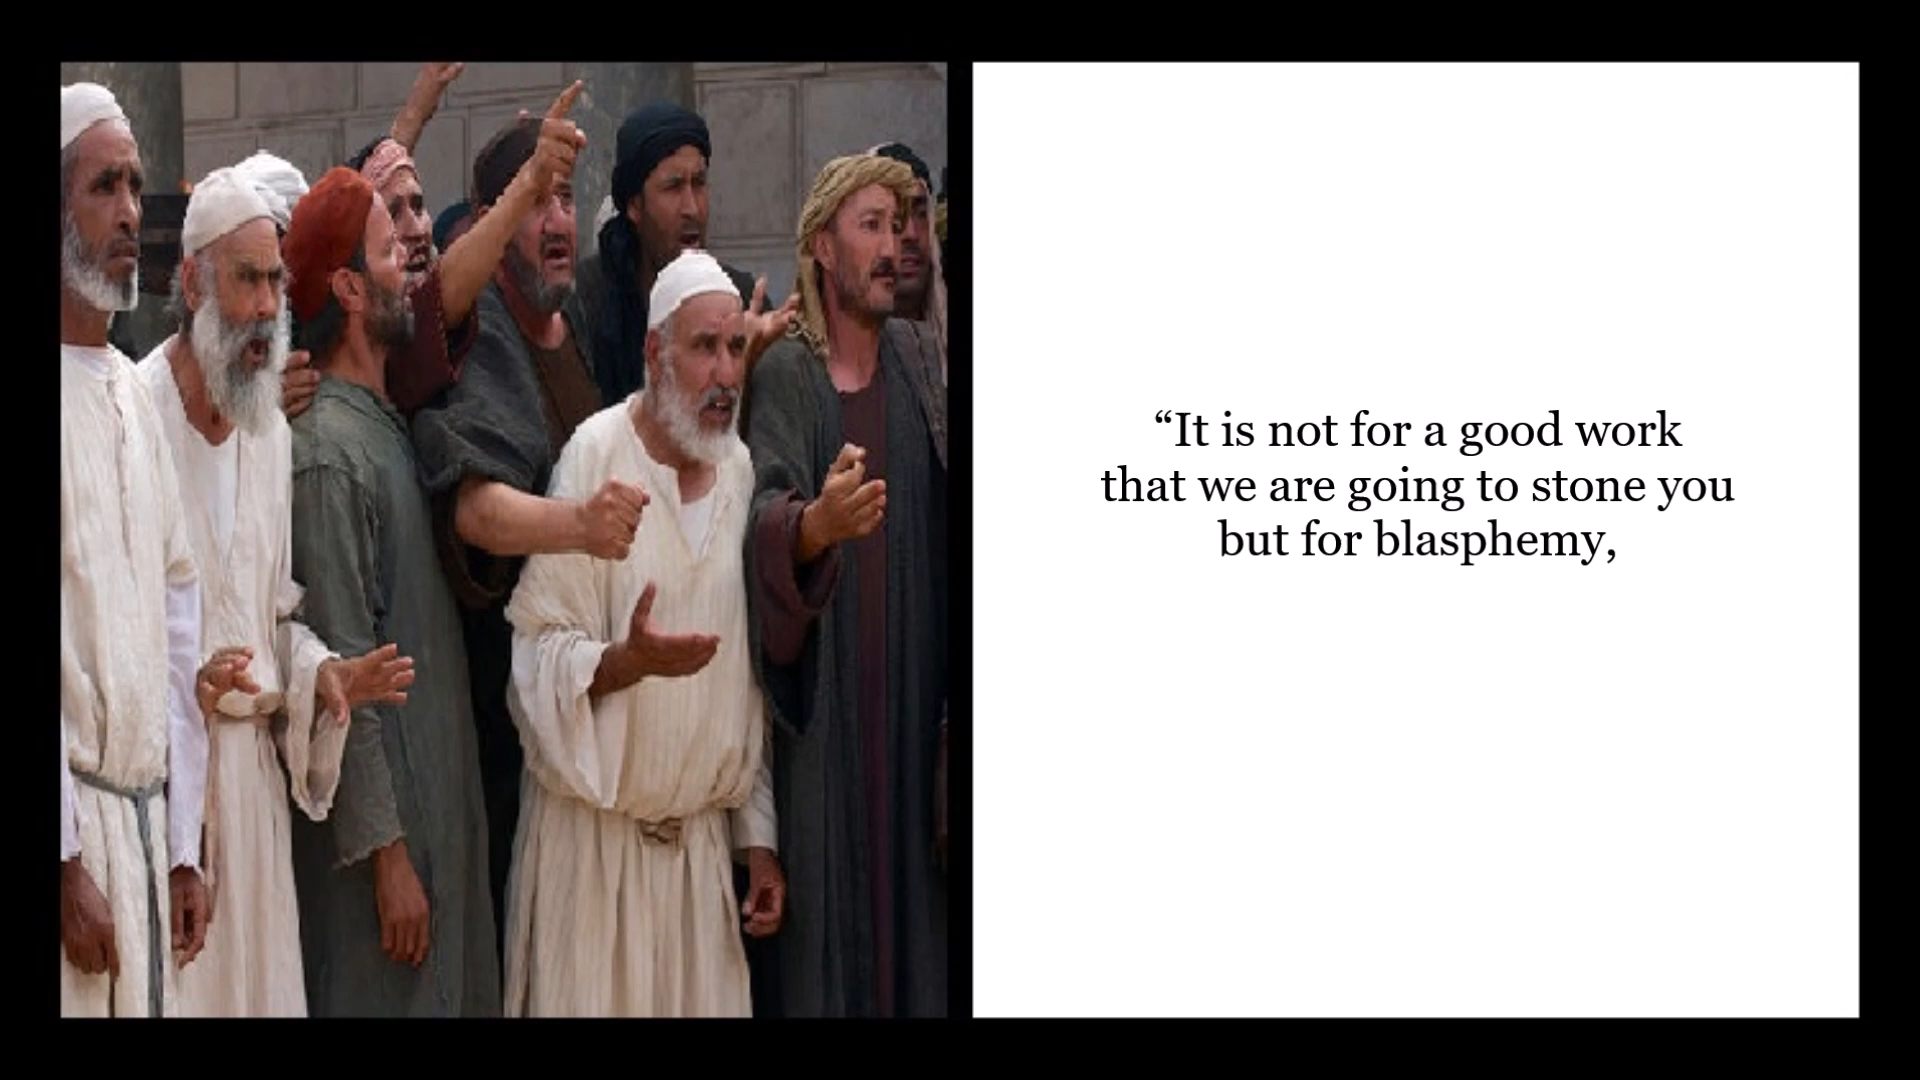 “It is not for a good work
that we are going to stone you
but for blasphemy,